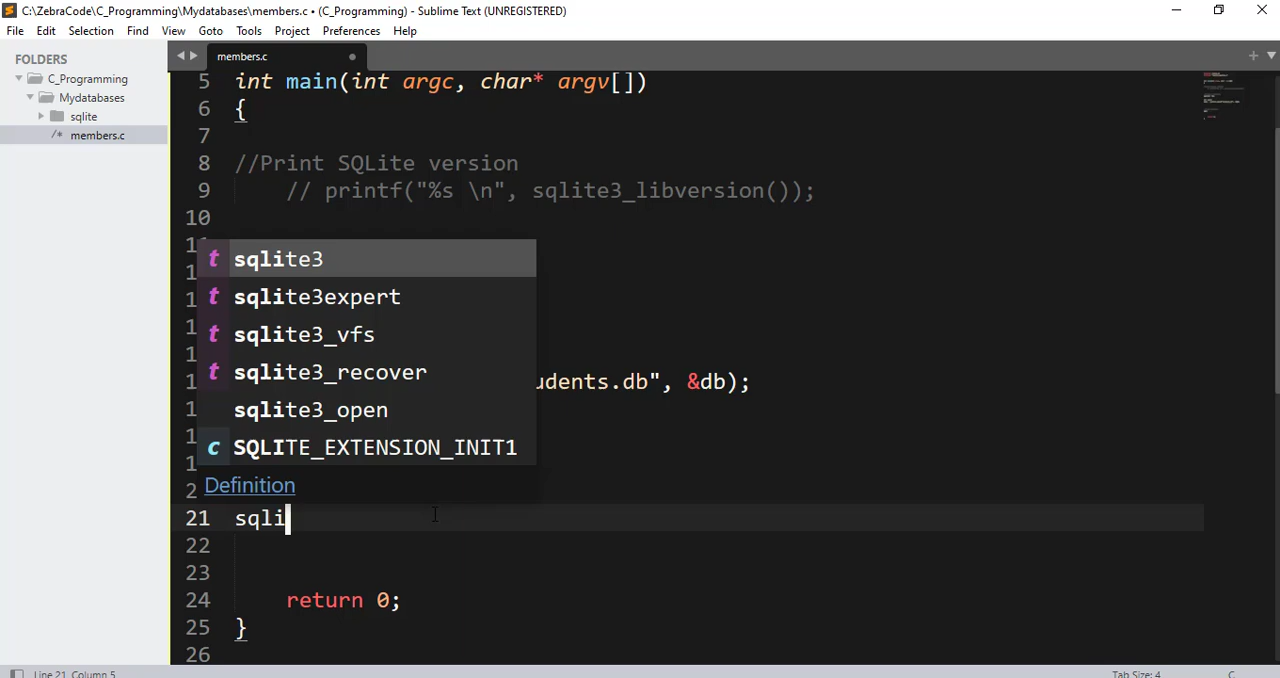 C:\ZebraCode\C_Programming\Mydatabases\members.c • (C_Programming) - Sublime Text (UNREGISTERED)
File Edit Selection Find View Goto Tools Project Preferences Help
FOLDERS
C_Programming
Mydatabases
sqlite
/* members.c
members.c
5 int main(int argc, char* argv[])
6 {
7
8 //Print SQLite version
9 // printf("%s \n", sqlite3_libversion());
10
sqlite3
sqlite3expert
sqlite3_vfs
sqlite3_recover
udents.db", &db);
sqlite3_open
SQLITE_EXTENSION_INIT1
Definition
21 sqli
22
23
24 return 0;
25 }
26
Line 21, Column 5
Tab Size: 4
C